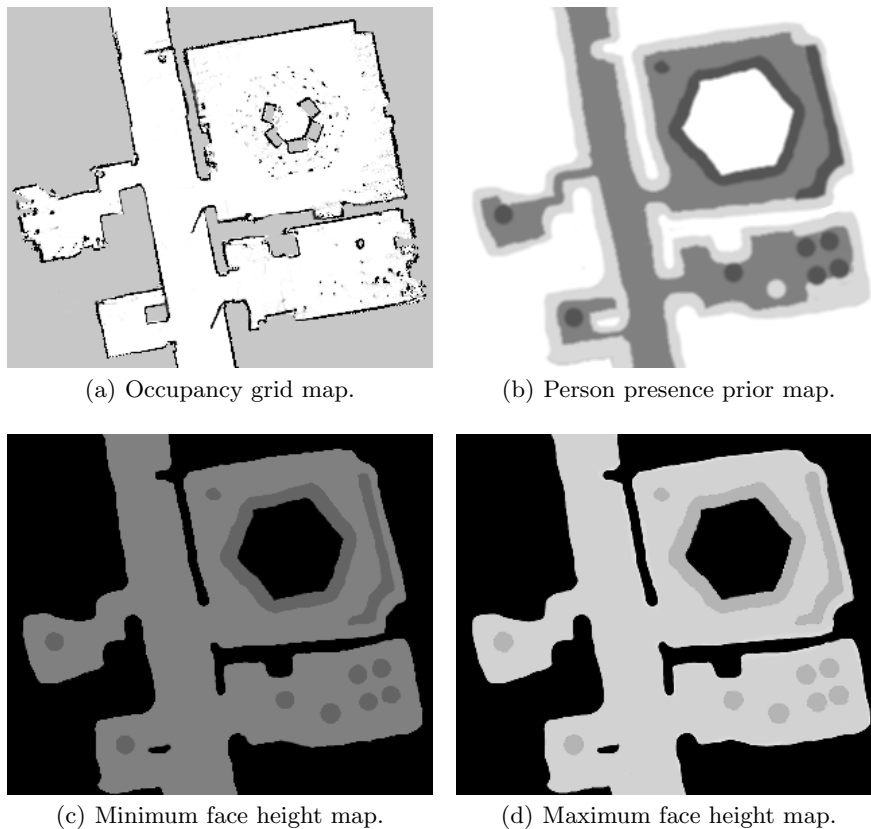 (a) Occupancy grid map.
(b) Person presence prior map.
(c) Minimum face height map.
(d) Maximum face height map.